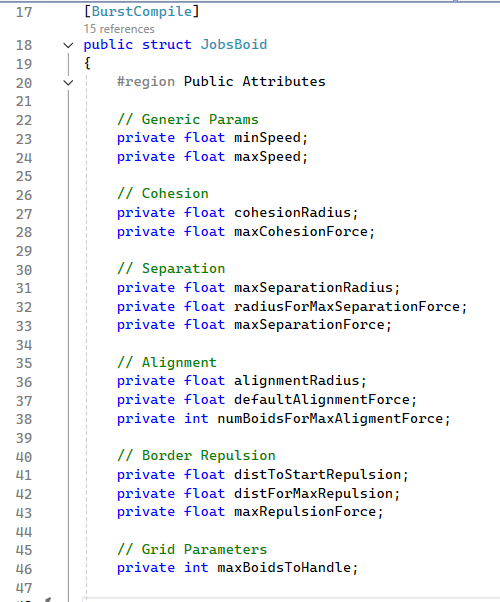 17 [BurstCompile]
15 references
18 public struct JobsBoid
19 {
20 #region Public Attributes
21
22 // Generic Params
23 private float minSpeed;
24 private float maxSpeed;
25
26 // Cohesion
27 private float cohesionRadius;
28 private float maxCohesionForce;
29
30 // Separation
31 private float maxSeparationRadius;
32 private float radiusForMaxSeparationForce;
33 private float maxSeparationForce;
34
35 // Alignment
36 private float alignmentRadius;
37 private float defaultAlignmentForce;
38 private int numBoidsForMaxAligmentForce;
39
40 // Border Repulsion
41 private float distToStartRepulsion;
42 private float distForMaxRepulsion;
43 private float maxRepulsionForce;
44
45 // Grid Parameters
46 private int maxBoidsToHandle;
47